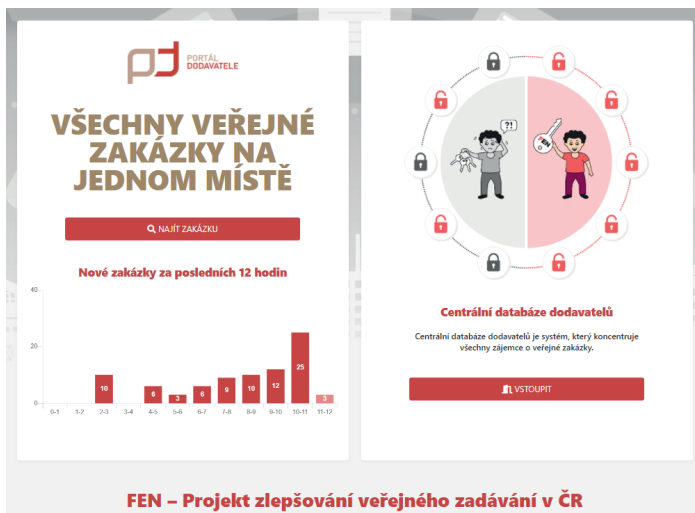 PORTÁL
DODAVATELE
VŠECHNY VEŘEJNÉ
ZAKÁZKY NA
JEDNOM MÍSTĚ
NAJÍT ZAKÁZKU
Nové zakázky za posledních 12 hodin
40
20
0
10
6
3
6
9
10
12
25
3
0-1 1-2 2-3 3-4 4-5 5-6 6-7 7-8 8-9 9-10 10-11 11-12
?!
FEN
Centrální databáze dodavatelů
Centrální databáze dodavatelů je systém, který koncentruje
všechny zájemce o veřejné zakázky.
VSTOUPIT
FEN – Projekt zlepšování veřejného zadávání v ČR